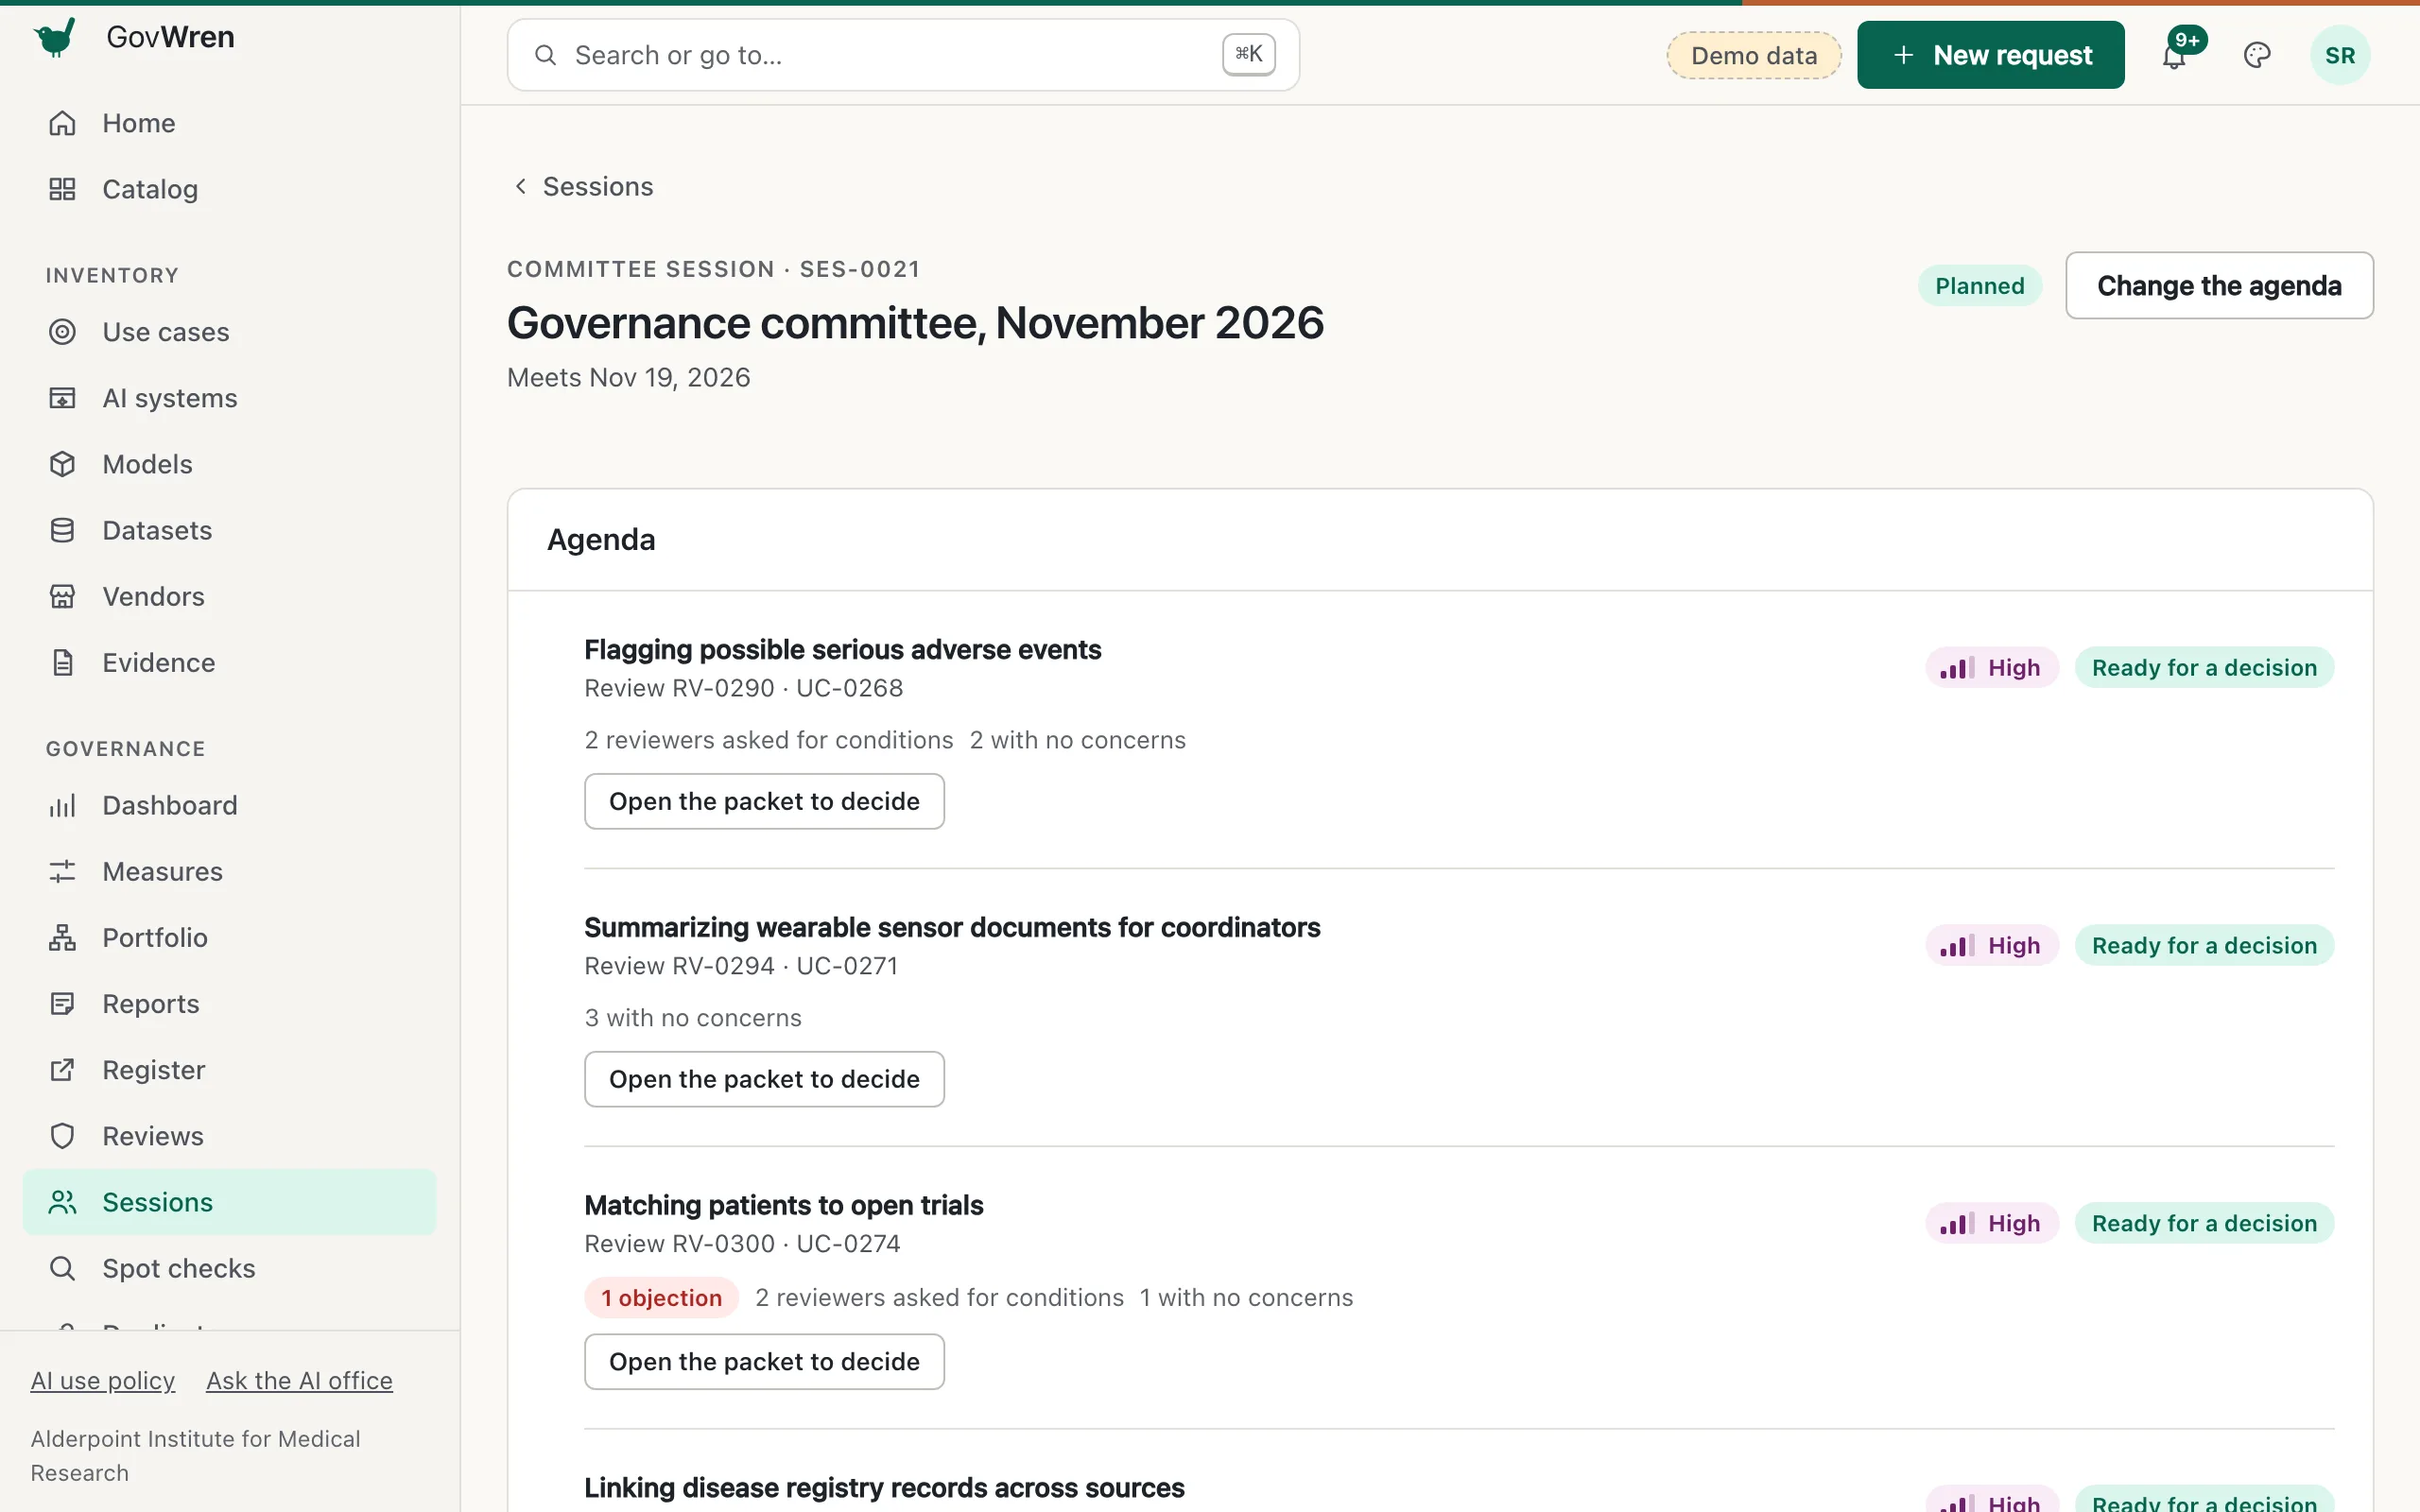 GovWren
Search or go to...
⌘K
Demo data
+ New request
9+
SR
Home
Catalog
INVENTORY
Use cases
AI systems
Models
Datasets
Vendors
Evidence
GOVERNANCE
Dashboard
Measures
Portfolio
Reports
Register
Reviews
Sessions
Spot checks
AI use policy
Ask the AI office
Alderpoint Institute for Medical
Research
Sessions
COMMITTEE SESSION · SES-0021
Governance committee, November 2026
Meets Nov 19, 2026
Planned
Change the agenda
Agenda
Flagging possible serious adverse events
Review RV-0290 · UC-0268
High
Ready for a decision
2 reviewers asked for conditions 2 with no concerns
Open the packet to decide
Summarizing wearable sensor documents for coordinators
Review RV-0294 · UC-0271
High
Ready for a decision
3 with no concerns
Open the packet to decide
Matching patients to open trials
Review RV-0300 · UC-0274
High
Ready for a decision
1 objection 2 reviewers asked for conditions 1 with no concerns
Open the packet to decide
Linking disease registry records across sources
High
Ready for a decision